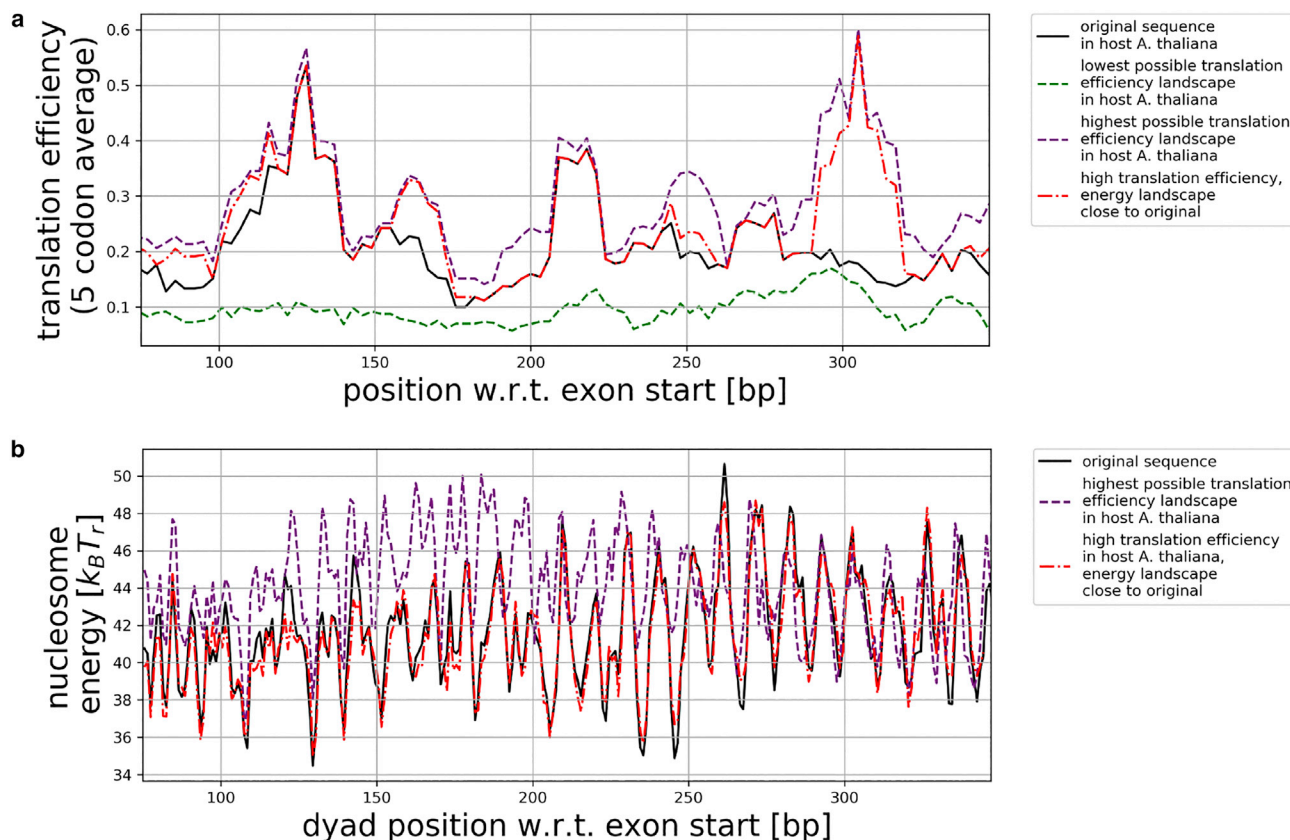 a
translation efficiency
(5 codon average)
0.6
0.5
0.4
0.3
0.2
0.1
100
150
200
250
300
position w.r.t. exon start [bp]
original sequence
in host A. thaliana
lowest possible translation
efficiency landscape
in host A. thaliana
highest possible translation
efficiency landscape
in host A. thaliana
high translation efficiency,
energy landscape
close to original
b
nucleosome
energy [k_BT_r]
50
48
46
44
42
40
38
36
34
100
150
200
250
300
dyad position w.r.t. exon start [bp]
original sequence
highest possible translation
efficiency landscape
in host A. thaliana
high translation efficiency
in host A. thaliana,
energy landscape
close to original